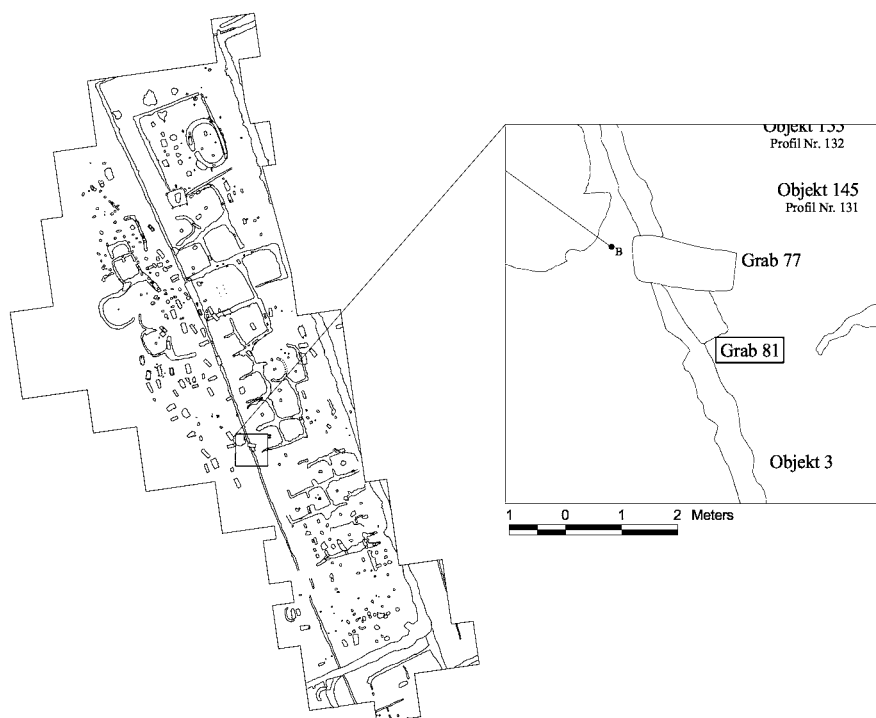 Objekt
Profil Nr. 132
Objekt 145
Profil Nr. 131
B
Grab 77
Grab 81
Objekt 3
1 0 1 2 Meters